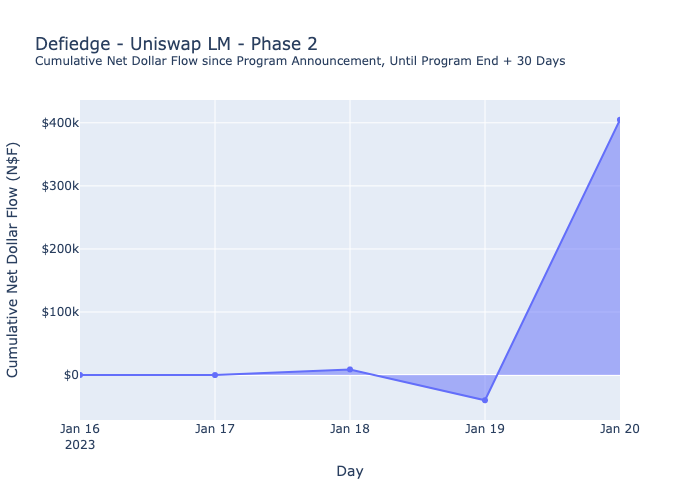 Defiedge - Uniswap LM - Phase 2
Cumulative Net Dollar Flow since Program Announcement, Until Program End + 30 Days
Cumulative Net Dollar Flow (N$F)
$400k
$300k
$200k
$100k
$0
Jan 16
2023
Jan 17
Jan 18
Jan 19
Jan 20
Day